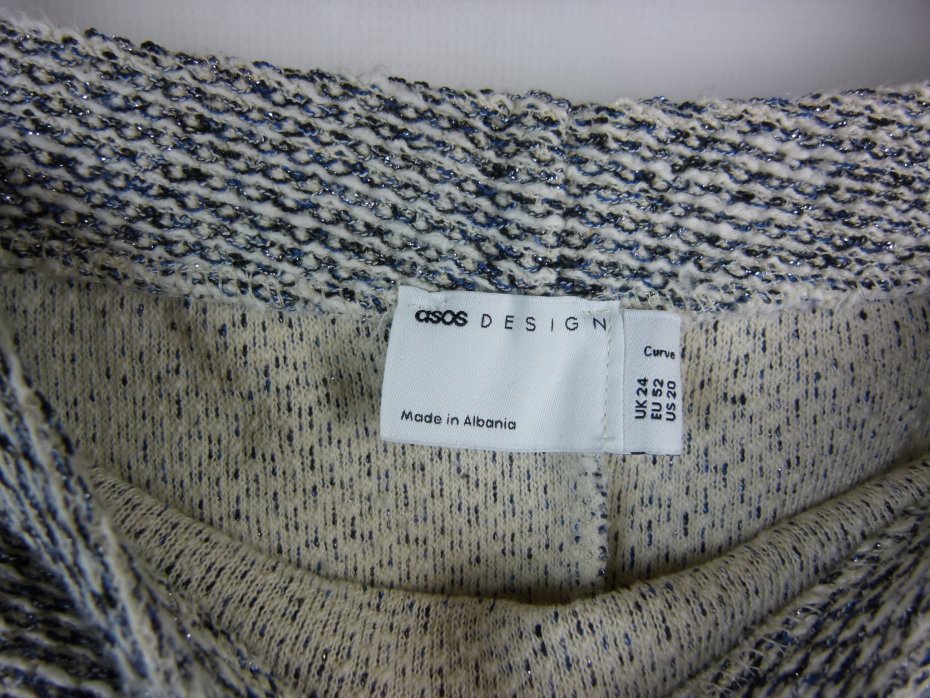 asos DESIGN
Made in Albania
Curve
UK 24
EU 52
US 20